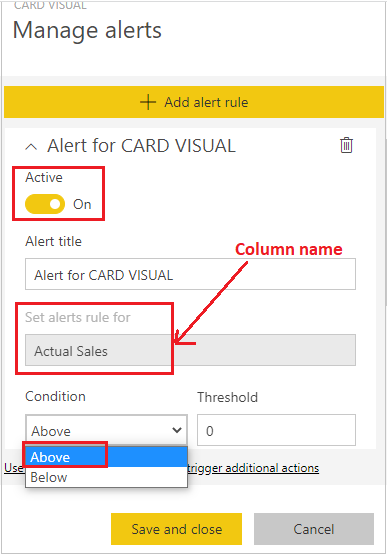 CARD VISUAL
Manage alerts
+ Add alert rule
Alert for CARD VISUAL
Active
On
Alert title
Column name
Alert for CARD VISUAL
Set alerts rule for
Actual Sales
Condition Threshold
Above 0
Above
Use trigger additional actions
Below
Save and close Cancel